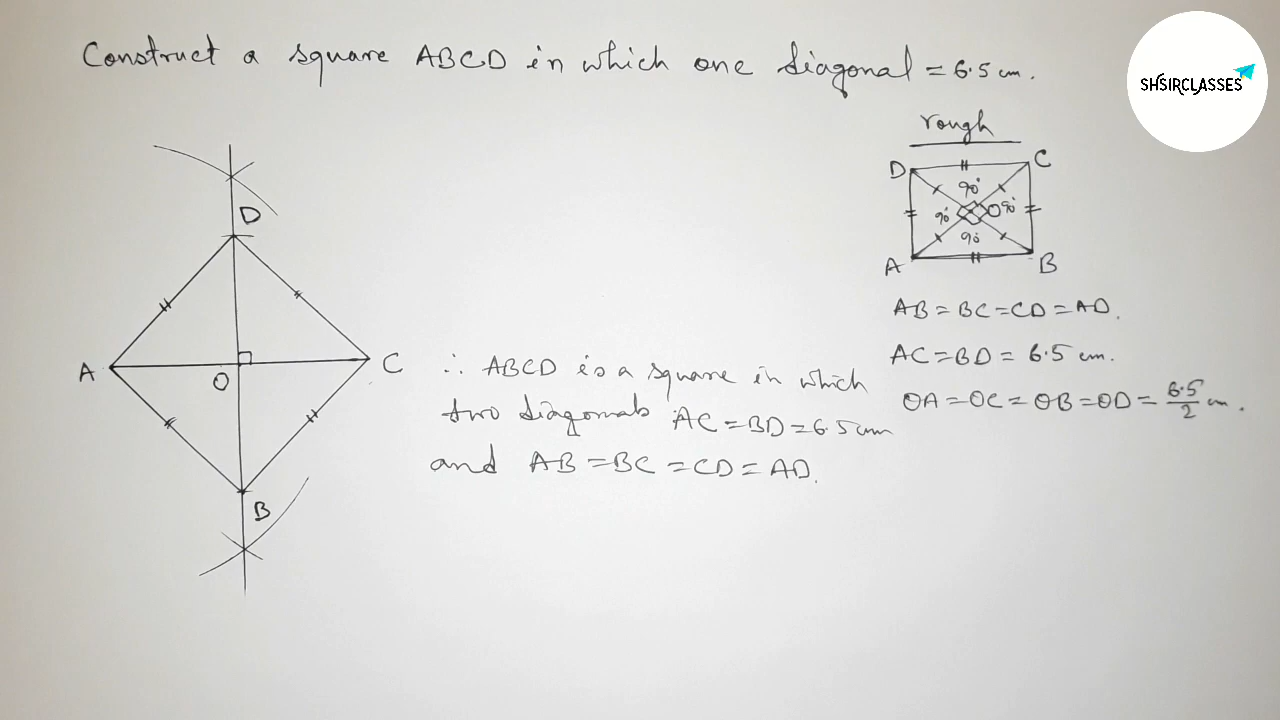 Construct a square ABCD in which one diagonal = 6.5 cm.
SHSIRCLASSES
rough
D C
90°
90° O 90°
90°
A B
AB = BC = CD = AD.
AC = BD = 6.5 cm.
OA = OC = OB = OD = 6.5/2 cm.
D
A O C
B
∴ ABCD is a square in which
two diagonals AC = BD = 6.5 cm
and AB = BC = CD = AD.